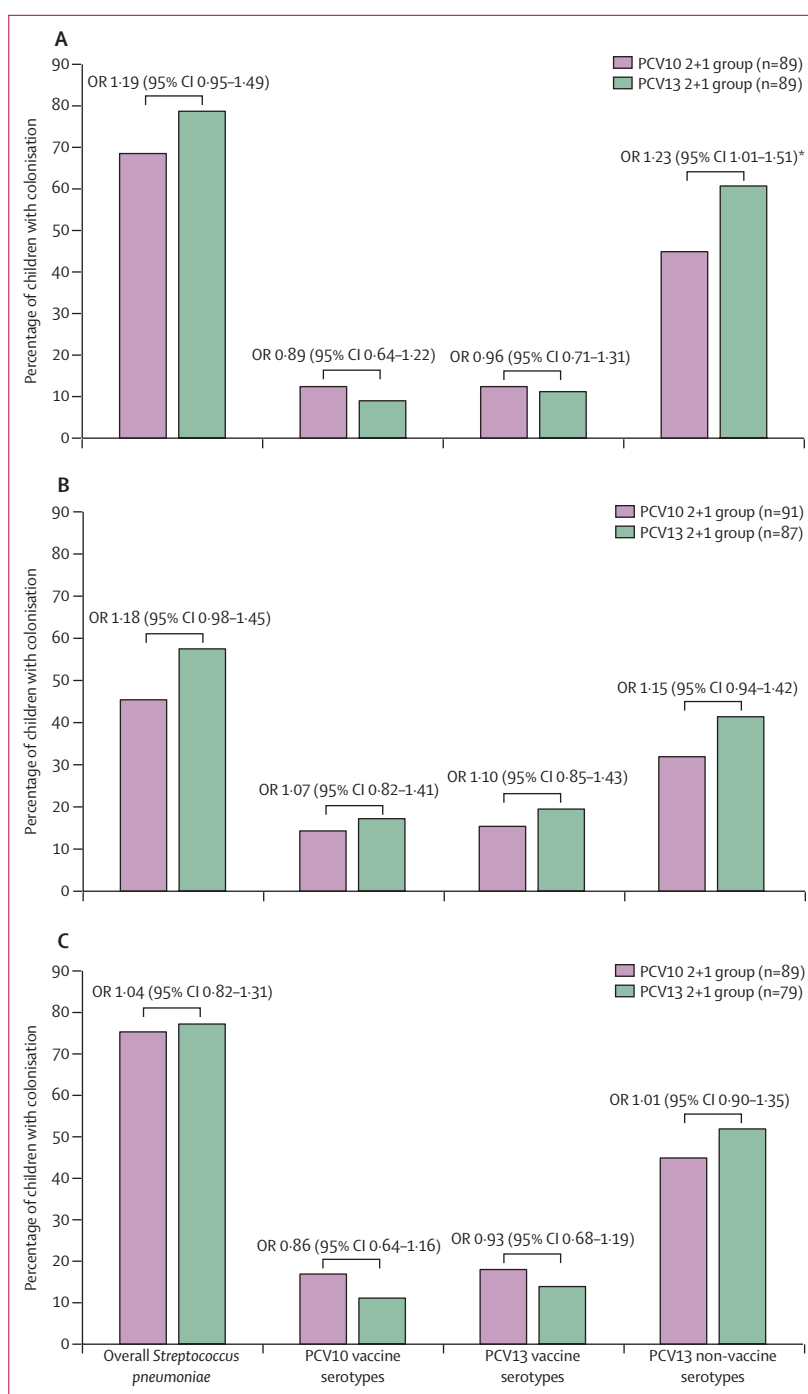 A
Percentage of children with colonisation
90
80
70
60
50
40
30
20
10
0
PCV10 2+1 group (n=89)
PCV13 2+1 group (n=89)
OR 1·19 (95% CI 0·95–1·49)
OR 0·89 (95% CI 0·64–1·22)
OR 0·96 (95% CI 0·71–1·31)
OR 1·23 (95% CI 1·01–1·51)*
B
Percentage of children with colonisation
90
80
70
60
50
40
30
20
10
0
PCV10 2+1 group (n=91)
PCV13 2+1 group (n=87)
OR 1·18 (95% CI 0·98–1·45)
OR 1·07 (95% CI 0·82–1·41)
OR 1·10 (95% CI 0·85–1·43)
OR 1·15 (95% CI 0·94–1·42)
C
Percentage of children with colonisation
90
80
70
60
50
40
30
20
10
0
PCV10 2+1 group (n=89)
PCV13 2+1 group (n=79)
OR 1·04 (95% CI 0·82–1·31)
OR 0·86 (95% CI 0·64–1·16)
OR 0·93 (95% CI 0·68–1·19)
OR 1·01 (95% CI 0·90–1·35)
Overall Streptococcus
pneumoniae
PCV10 vaccine
serotypes
PCV13 vaccine
serotypes
PCV13 non-vaccine
serotypes